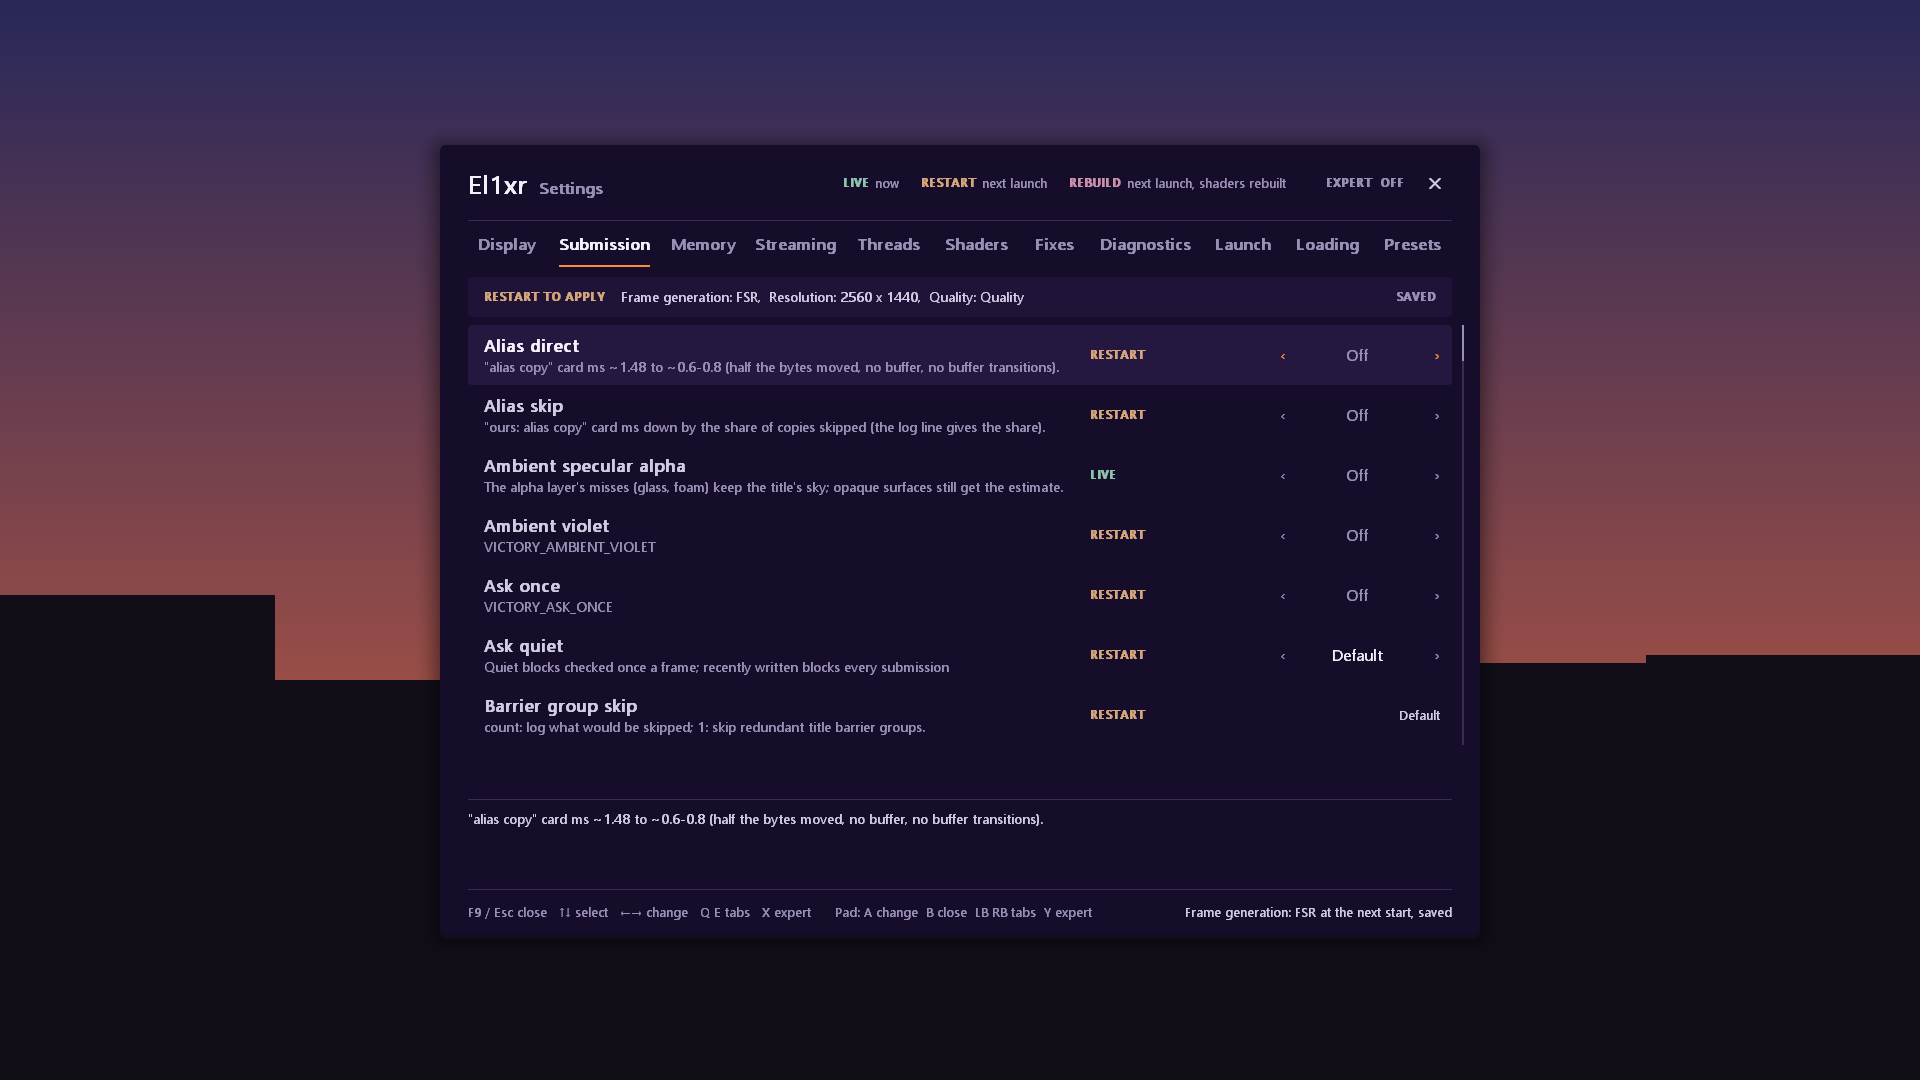 El1xr Settings LIVE now RESTART next launch REBUILD next launch, shaders rebuilt EXPERT OFF ✕
Display Submission Memory Streaming Threads Shaders Fixes Diagnostics Launch Loading Presets
RESTART TO APPLY Frame generation: FSR, Resolution: 2560 x 1440, Quality: Quality SAVED
Alias direct
"alias copy" card ms ~1.48 to ~0.6-0.8 (half the bytes moved, no buffer, no buffer transitions).
RESTART ‹ Off ›
Alias skip
"ours: alias copy" card ms down by the share of copies skipped (the log line gives the share).
RESTART ‹ Off ›
Ambient specular alpha
The alpha layer's misses (glass, foam) keep the title's sky; opaque surfaces still get the estimate.
LIVE ‹ Off ›
Ambient violet
VICTORY_AMBIENT_VIOLET
RESTART ‹ Off ›
Ask once
VICTORY_ASK_ONCE
RESTART ‹ Off ›
Ask quiet
Quiet blocks checked once a frame; recently written blocks every submission
RESTART ‹ Default ›
Barrier group skip
count: log what would be skipped; 1: skip redundant title barrier groups.
RESTART Default
"alias copy" card ms ~1.48 to ~0.6-0.8 (half the bytes moved, no buffer, no buffer transitions).
F9 / Esc close ↑↓ select ←→ change Q E tabs X expert Pad: A change B close LB RB tabs Y expert Frame generation: FSR at the next start, saved